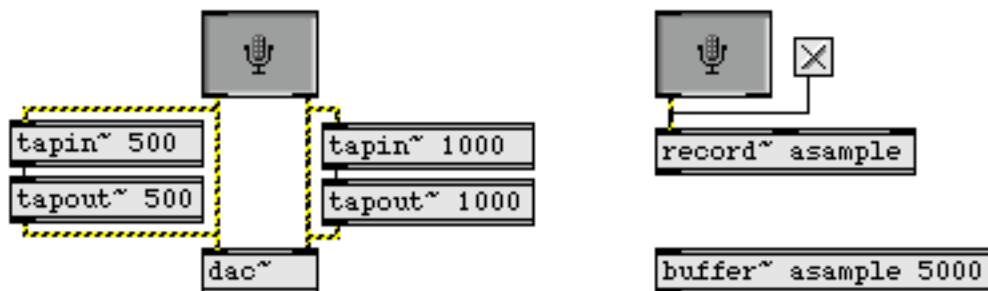 tapin~ 500
tapout~ 500
tapin~ 1000
tapout~ 1000
dac~
record~ asample
buffer~ asample 5000